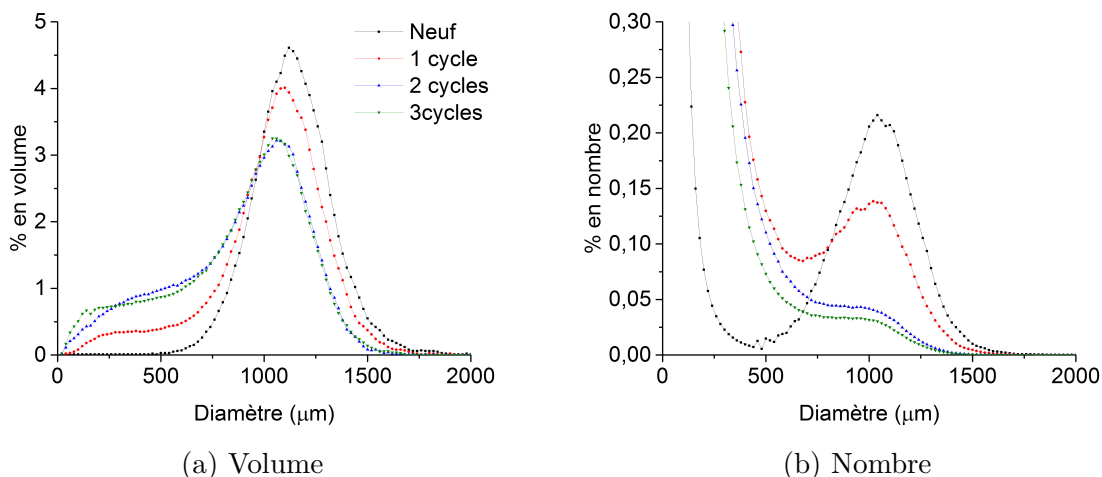 5
4
3
2
1
0
% en volume
Neuf
1 cycle
2 cycles
3cycles
0 500 1000 1500 2000
Diamètre (μm)
(a) Volume
0,30
0,25
0,20
0,15
0,10
0,05
0,00
% en nombre
0 500 1000 1500 2000
Diamètre (μm)
(b) Nombre